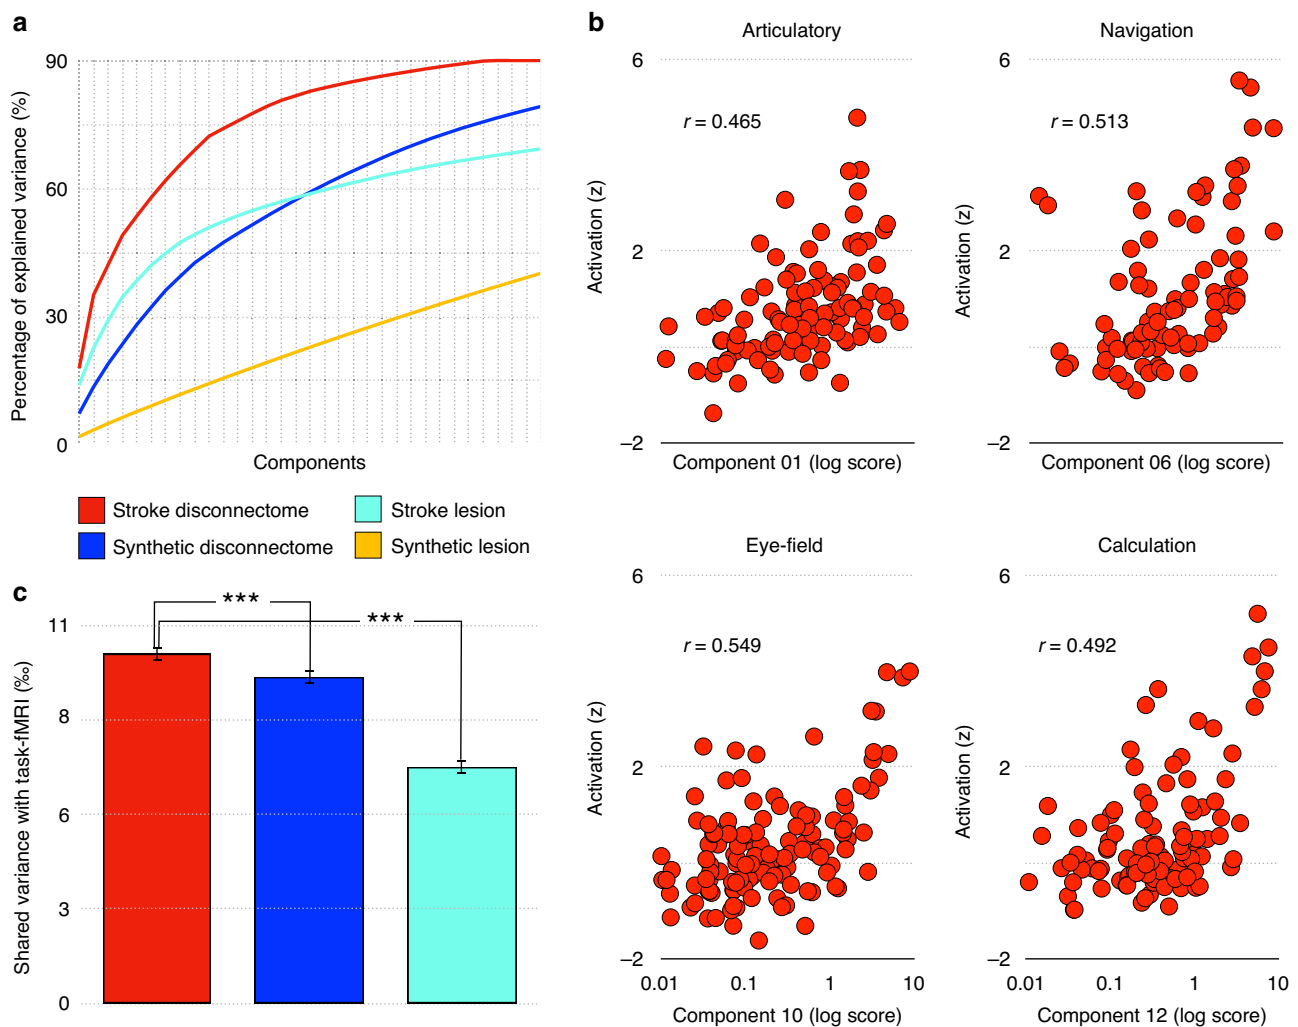 a
90
60
30
0
Percentage of explained variance (%)
Components
Stroke disconnectome
Stroke lesion
Synthetic disconnectome
Synthetic lesion
b
Articulatory
6
2
–2
r = 0.465
Activation (z)
Component 01 (log score)
Navigation
6
2
–2
r = 0.513
Activation (z)
Component 06 (log score)
Eye-field
6
2
–2
r = 0.549
Activation (z)
0.01 0.1 1 10
Component 10 (log score)
Calculation
6
2
–2
r = 0.492
Activation (z)
0.01 0.1 1 10
Component 12 (log score)
c
***
***
11
8
6
3
0
Shared variance with task-fMRI (‰)